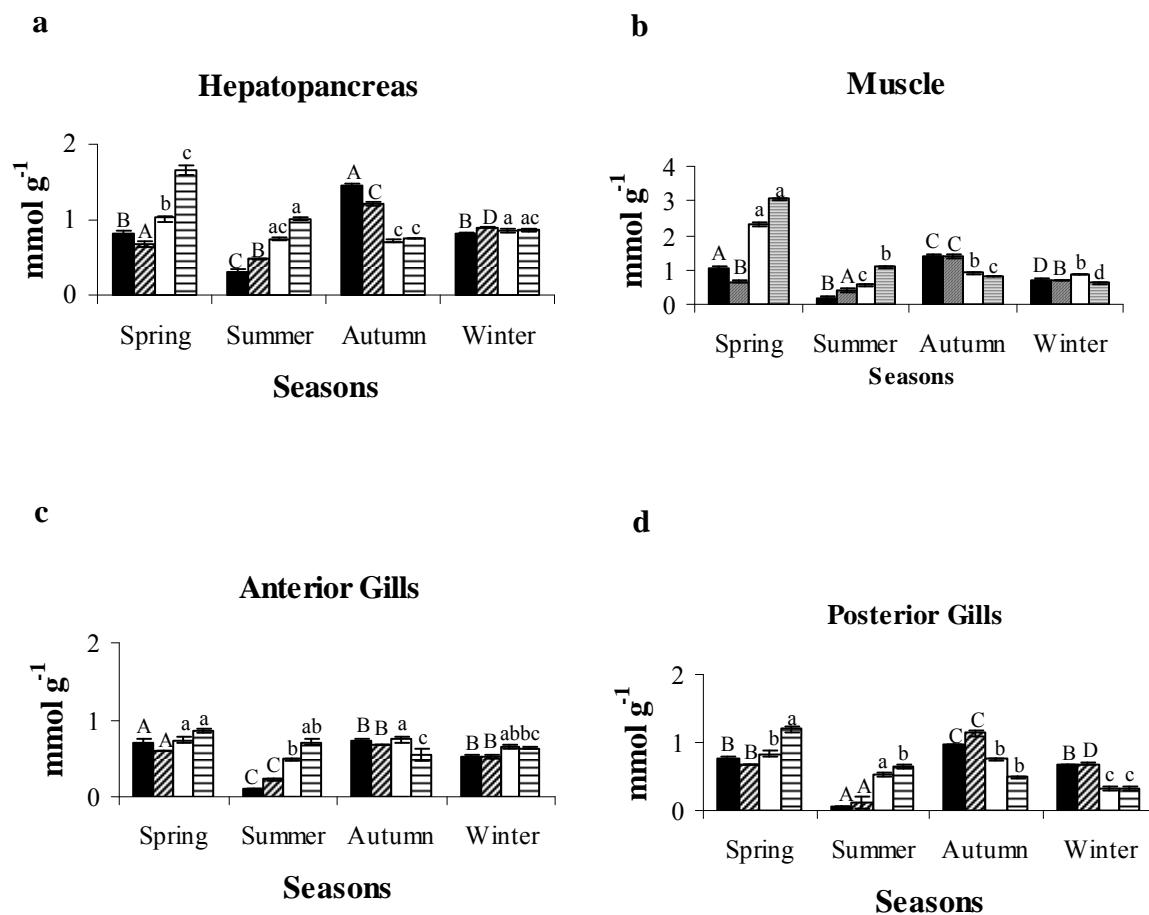 a
Hepatopancreas
mmol g-1
2
1
0
B A b c
C B ac a
A C c c
B D a ac
Spring Summer Autumn Winter
Seasons
b
Muscle
mmol g-1
4
3
2
1
0
A B a a
B A c b
C C b c
D B b d
Spring Summer Autumn Winter
Seasons
c
Anterior Gills
mmol g-1
2
1
0
A A a a
C C b ab
B B a c
B B abbc
Spring Summer Autumn Winter
Seasons
d
Posterior Gills
mmol g-1
2
1
0
B B b a
A A a b
C C b b
B D c c
Spring Summer Autumn Winter
Seasons